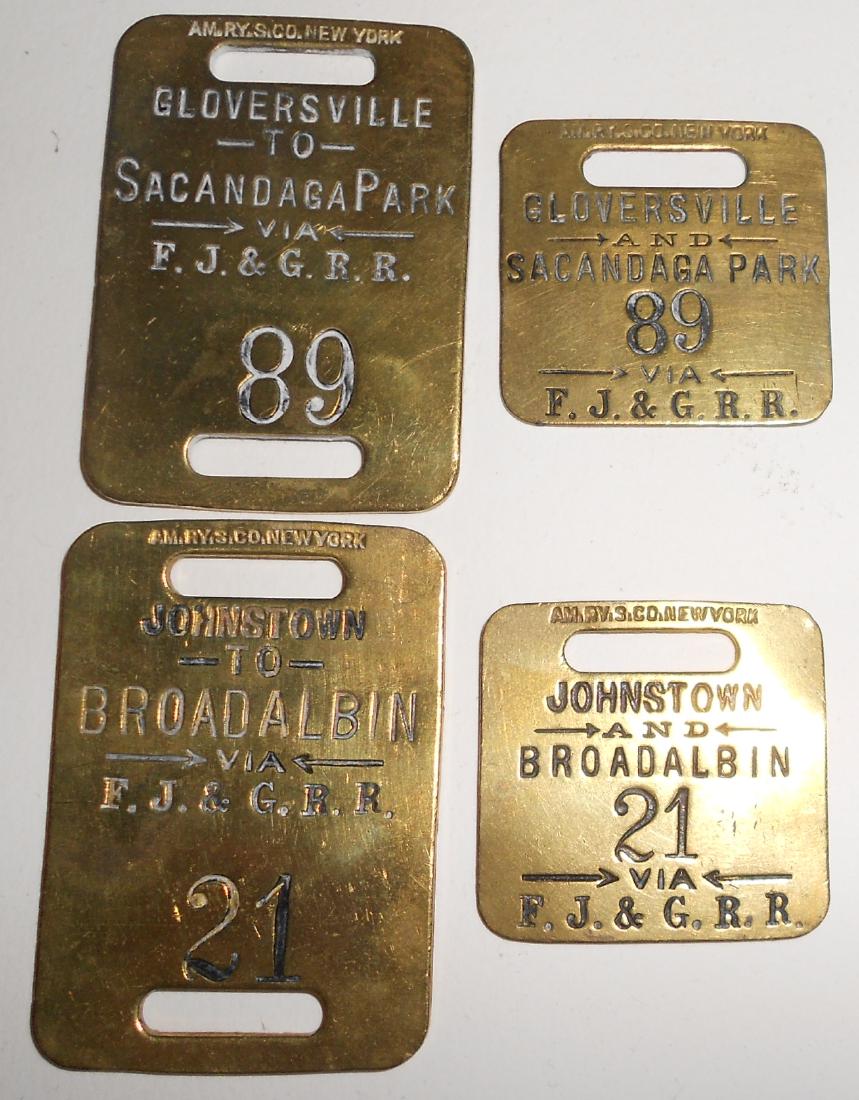 AM.RY.S.CO. NEW YORK
GLOVERSVILLE
—TO—
SACANDAGA PARK
VIA
F. J. & G. R. R.
89
AM.RY.S.CO. NEW YORK
GLOVERSVILLE
AND
SACANDAGA PARK
89
VIA
F. J. & G. R. R.
AM.RY.S.CO. NEW YORK
JOHNSTOWN
—TO—
BROADALBIN
VIA
F. J. & G. R. R.
21
AM.RY.S.CO. NEW YORK
JOHNSTOWN
AND
BROADALBIN
21
VIA
F. J. & G. R. R.